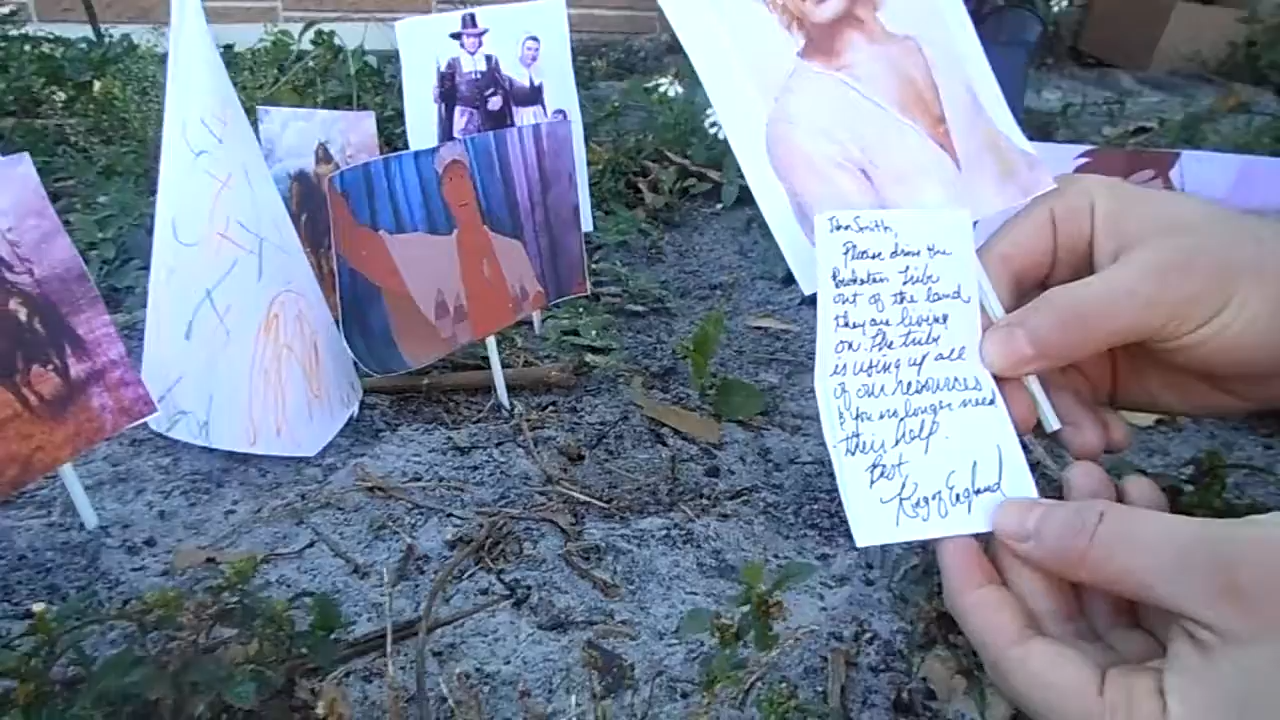 John Smith,
Please drive the
tribe
out of the land
they are living
on. The tribe
is using up all
of our resources
& you no longer need
their help.
Best,
King of England